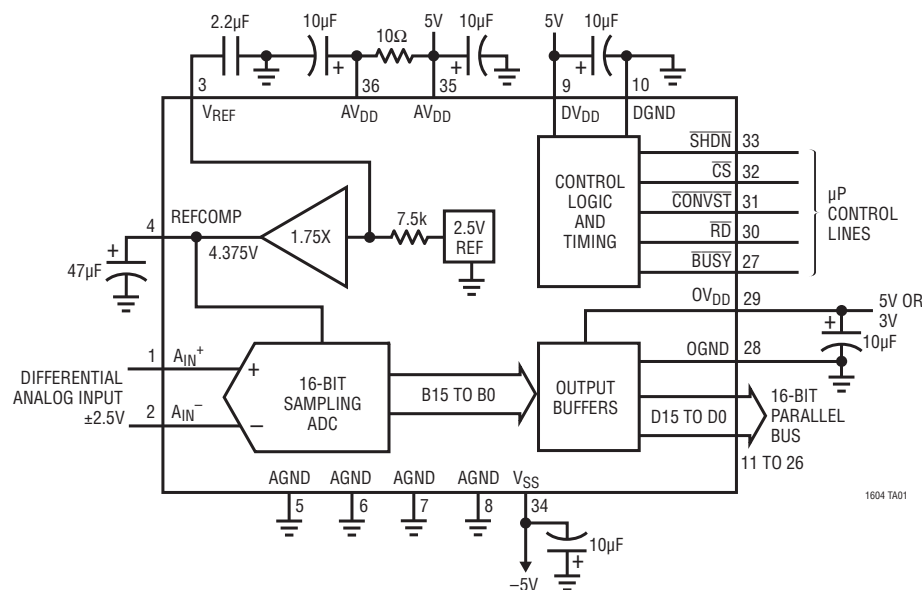 2.2µF
10µF
10Ω
5V
10µF
5V
10µF
3
36
35
9
10
VREF
AVDD
AVDD
DVDD
DGND
SHDN
33
CS
32
CONVST
31
RD
30
BUSY
27
µP
CONTROL
LINES
CONTROL
LOGIC
AND
TIMING
4
REFCOMP
4.375V
1.75X
7.5k
2.5V
REF
+
47µF
OVDD
29
5V OR
3V
+
10µF
OGND
28
1
AIN+
DIFFERENTIAL
ANALOG INPUT
±2.5V
2
AIN−
+
−
16-BIT
SAMPLING
ADC
B15 TO B0
OUTPUT
BUFFERS
D15 TO D0
16-BIT
PARALLEL
BUS
11 TO 26
AGND
AGND
AGND
AGND
VSS
5
6
7
8
34
10µF
+
–5V
1604 TA01